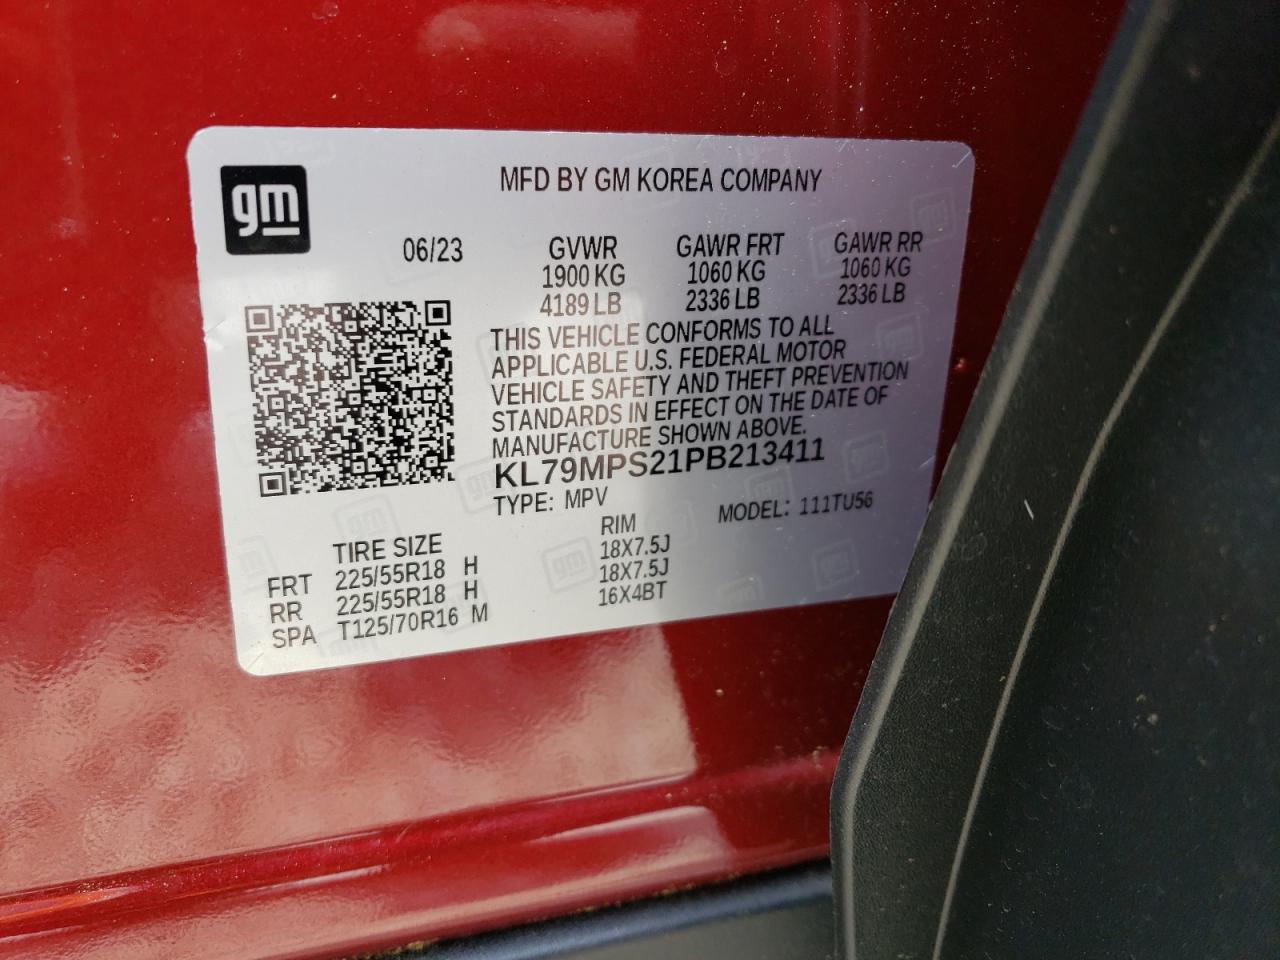 gm
MFD BY GM KOREA COMPANY
06/23 GVWR GAWR FRT GAWR RR
1900 KG 1060 KG 1060 KG
4189 LB 2336 LB 2336 LB
THIS VEHICLE CONFORMS TO ALL
APPLICABLE U.S. FEDERAL MOTOR
VEHICLE SAFETY AND THEFT PREVENTION
STANDARDS IN EFFECT ON THE DATE OF
MANUFACTURE SHOWN ABOVE.
KL79MPS21PB213411
TYPE: MPV MODEL: 111TU56
TIRE SIZE RIM
FRT 225/55R18 H 18X7.5J
RR 225/55R18 H 18X7.5J
SPA T125/70R16 M 16X4BT